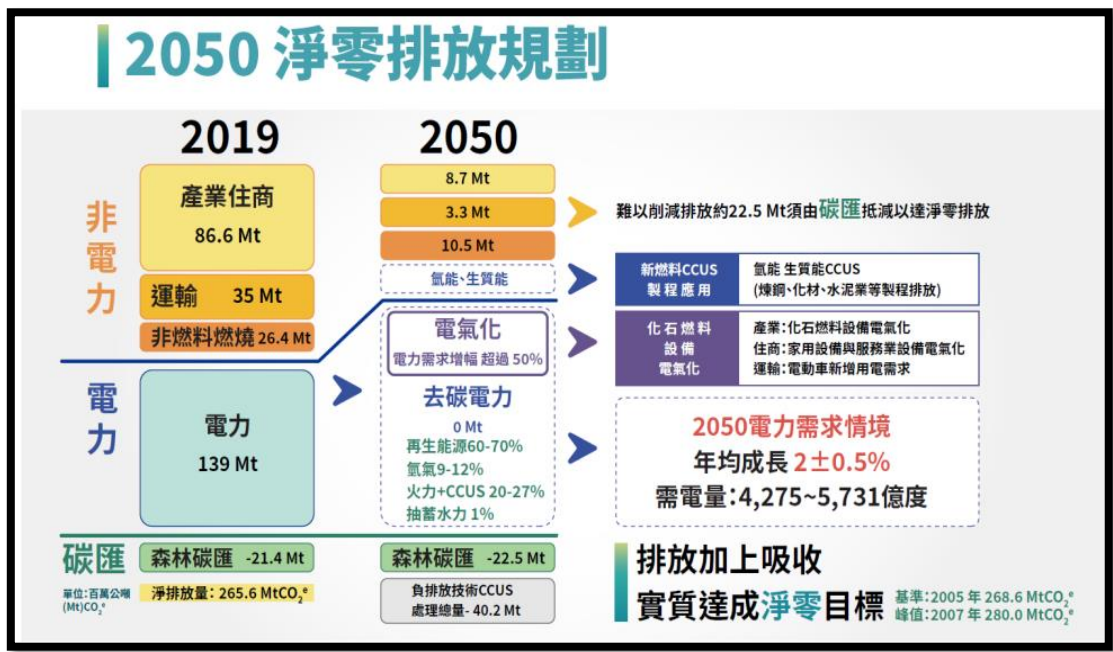 2050 淨零排放規劃
2019
2050
非電力
產業住商
86.6 Mt
運輸 35 Mt
非燃料燃燒 26.4 Mt
8.7 Mt
3.3 Mt
10.5 Mt
氫能、生質能
難以削減排放約22.5 Mt須由碳匯抵減以達淨零排放
新燃料CCUS
製程應用
氫能 生質能CCUS
(煉鋼、化材、水泥業等製程排放)
電力
電力
139 Mt
電氣化
電力需求增幅 超過 50%
去碳電力
0 Mt
再生能源60-70%
氫氣9-12%
火力+CCUS 20-27%
抽蓄水力 1%
化石燃料
設備
電氣化
產業:化石燃料設備電氣化
住商:家用設備與服務業設備電氣化
運輸:電動車新增用電需求
2050電力需求情境
年均成長 2±0.5%
需電量:4,275~5,731億度
碳匯
單位:百萬公噸
(Mt)CO₂e
森林碳匯 -21.4 Mt
淨排放量: 265.6 MtCO₂e
森林碳匯 -22.5 Mt
負排放技術CCUS
處理總量- 40.2 Mt
排放加上吸收
實質達成淨零目標
基準:2005 年 268.6 MtCO₂e
峰值:2007 年 280.0 MtCO₂e